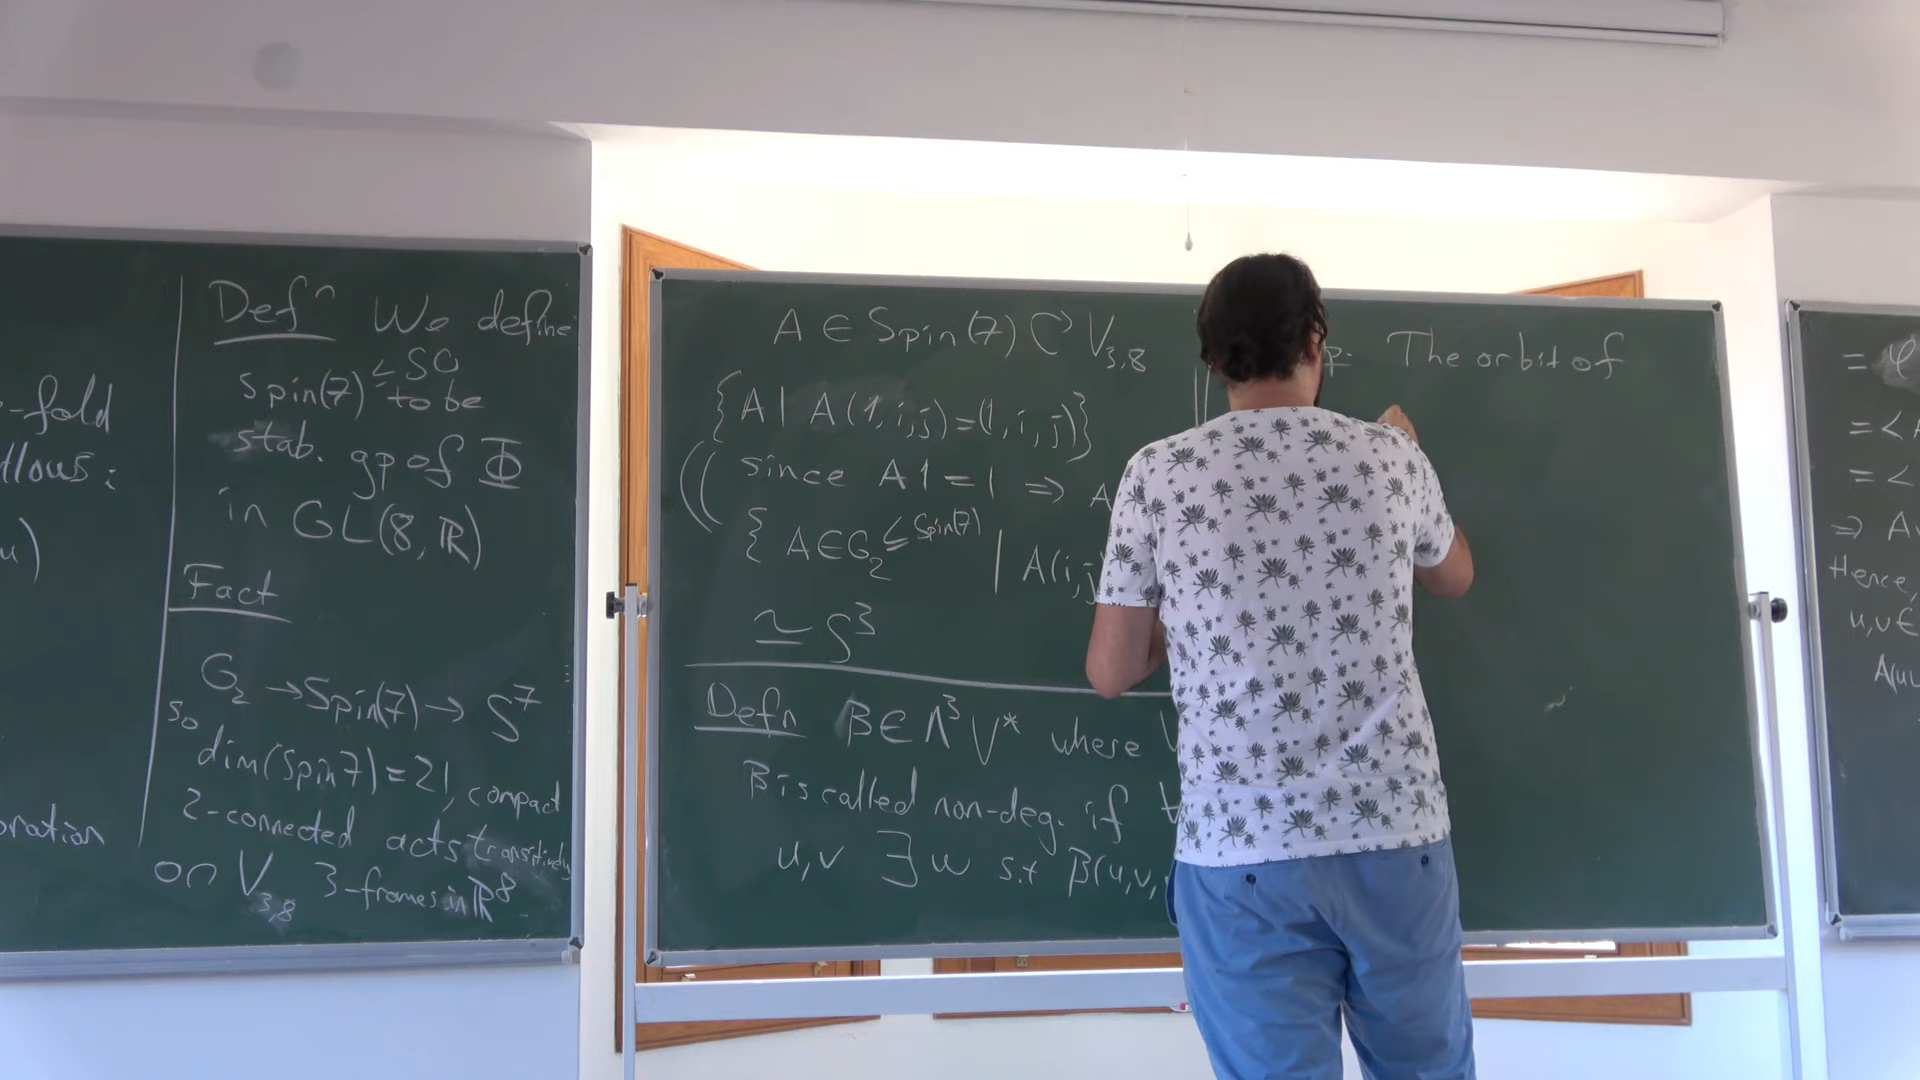 -fold
llows:
u)
oration
Defⁿ We define
Spin(7) ≤ SO to be
stab. gp of Φ
in GL(8, ℝ)
Fact
G₂ → Spin(7) → S⁷
so
dim(Spin7) = 21, compact
2-connected acts transitively
on V₃,₈ 3-frames in ℝ⁸
A ∈ Spin(7) ⊂ V₃,₈
{A | A(1,i,j) = (1,i,j)}
(( since A1 = 1 ⇒ A
{ A ∈ G₂ ≤ Spin(7) | A(i,j
≃ S³
Defn β ∈ Λ³V* where
β is called non-deg. if ∀
u,v ∃ w s.t β(u,v,
p: The orbit of
= φ
= <A
= <
⇒ A
Hence,
u,v ∈